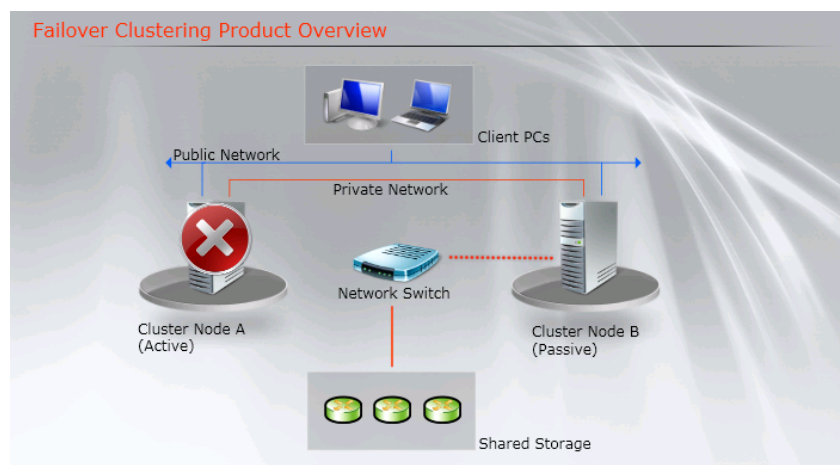 Failover Clustering Product Overview
Client PCs
Public Network
Private Network
Network Switch
Cluster Node A
(Active)
Cluster Node B
(Passive)
Shared Storage